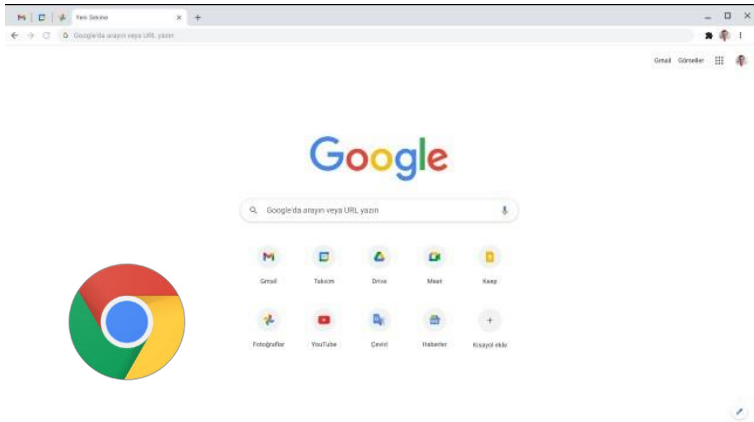 Yeni Sekme
Google'da arayın veya URL yazın
Gmail Görseller
Google
Google'da arayın veya URL yazın
Gmail Takvim Drive Meet Keep
Fotoğraflar YouTube Çeviri Haberler Kısayol ekle